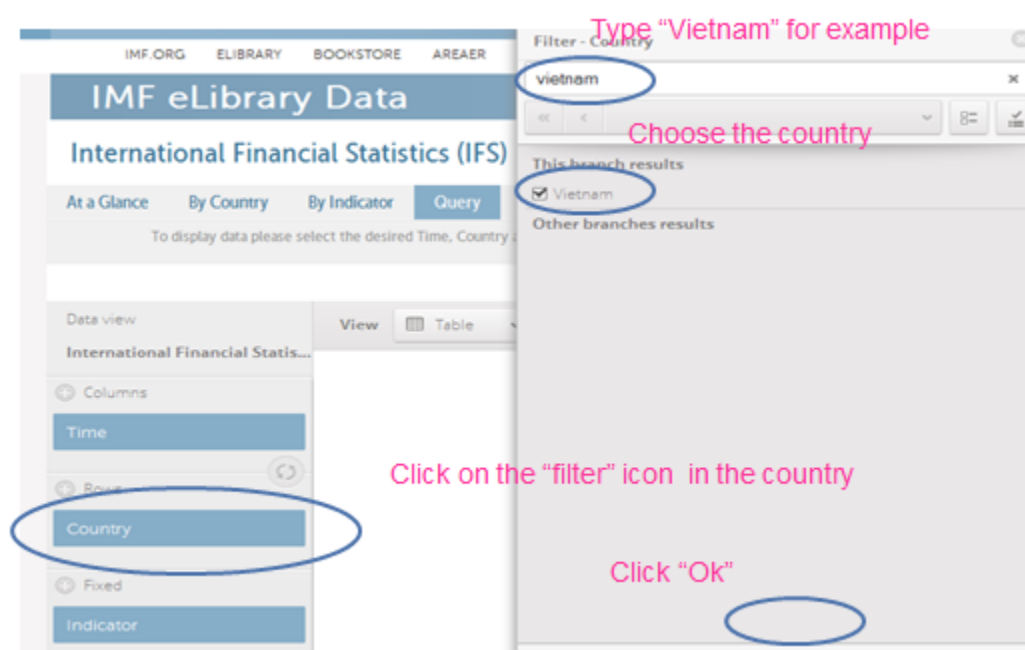 Type “Vietnam” for example
Filter - Country
IMF.ORG ELIBRARY BOOKSTORE AREAER
vietnam
IMF eLibrary Data
Choose the country
International Financial Statistics (IFS)
This branch results
Vietnam
At a Glance By Country By Indicator Query
Other branches results
To display data please select the desired Time, Country
Data view
View Table
International Financial Statis...
Columns
Time
Click on the “filter” icon in the country
Rows
Country
Click “Ok”
Fixed
Indicator